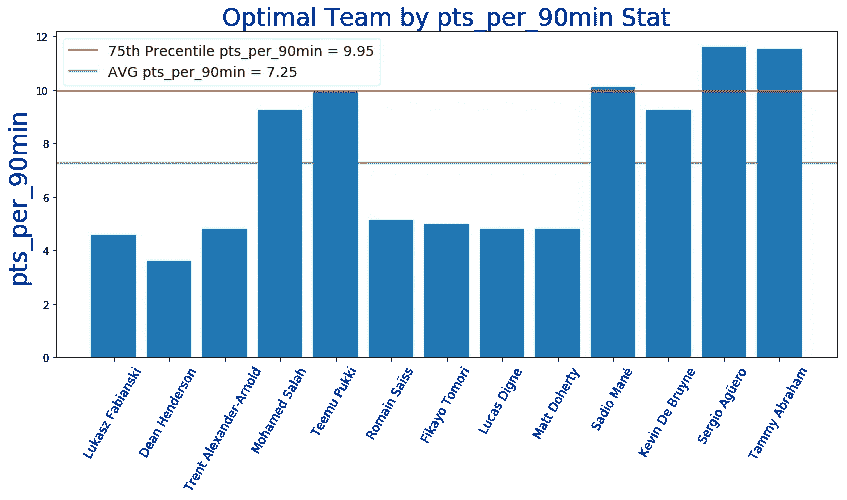 Optimal Team by pts_per_90min Stat
75th Precentile pts_per_90min = 9.95
AVG pts_per_90min = 7.25
pts_per_90min
12
10
8
6
4
2
0
Lukasz Fabianski
Dean Henderson
Trent Alexander-Arnold
Mohamed Salah
Teemu Pukki
Romain Saïss
Fikayo Tomori
Lucas Digne
Matt Doherty
Sadio Mané
Kevin De Bruyne
Sergio Agüero
Tammy Abraham